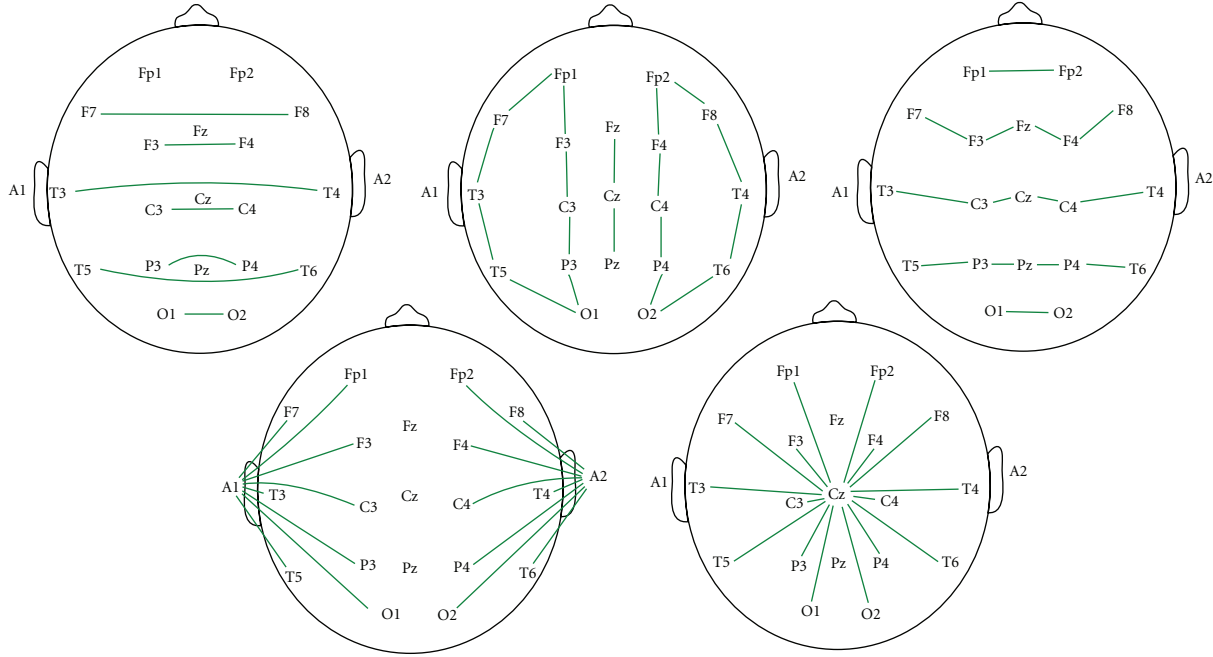 Fp1 Fp2
F7 F8
Fz
F3 F4
A1 T3 T4 A2
Cz
C3 C4
T5 P3 Pz P4 T6
O1 O2
Fp1 Fp2
F7 F8
Fz
F3 F4
A1 T3 Cz T4 A2
C3 C4
T5 P3 Pz P4 T6
O1 O2
Fp1 Fp2
F7 F8
Fz
F3 F4
A1 T3 Cz T4 A2
C3 C4
T5 P3 Pz P4 T6
O1 O2
Fp1 Fp2
F7 F8
Fz
F3 F4
A1 T3 Cz T4 A2
C3 C4
P3 Pz P4
T5 T6
O1 O2
Fp1 Fp2
F7 Fz F8
F3 F4
A1 T3 Cz T4 A2
C3 C4
T5 P3 Pz P4 T6
O1 O2